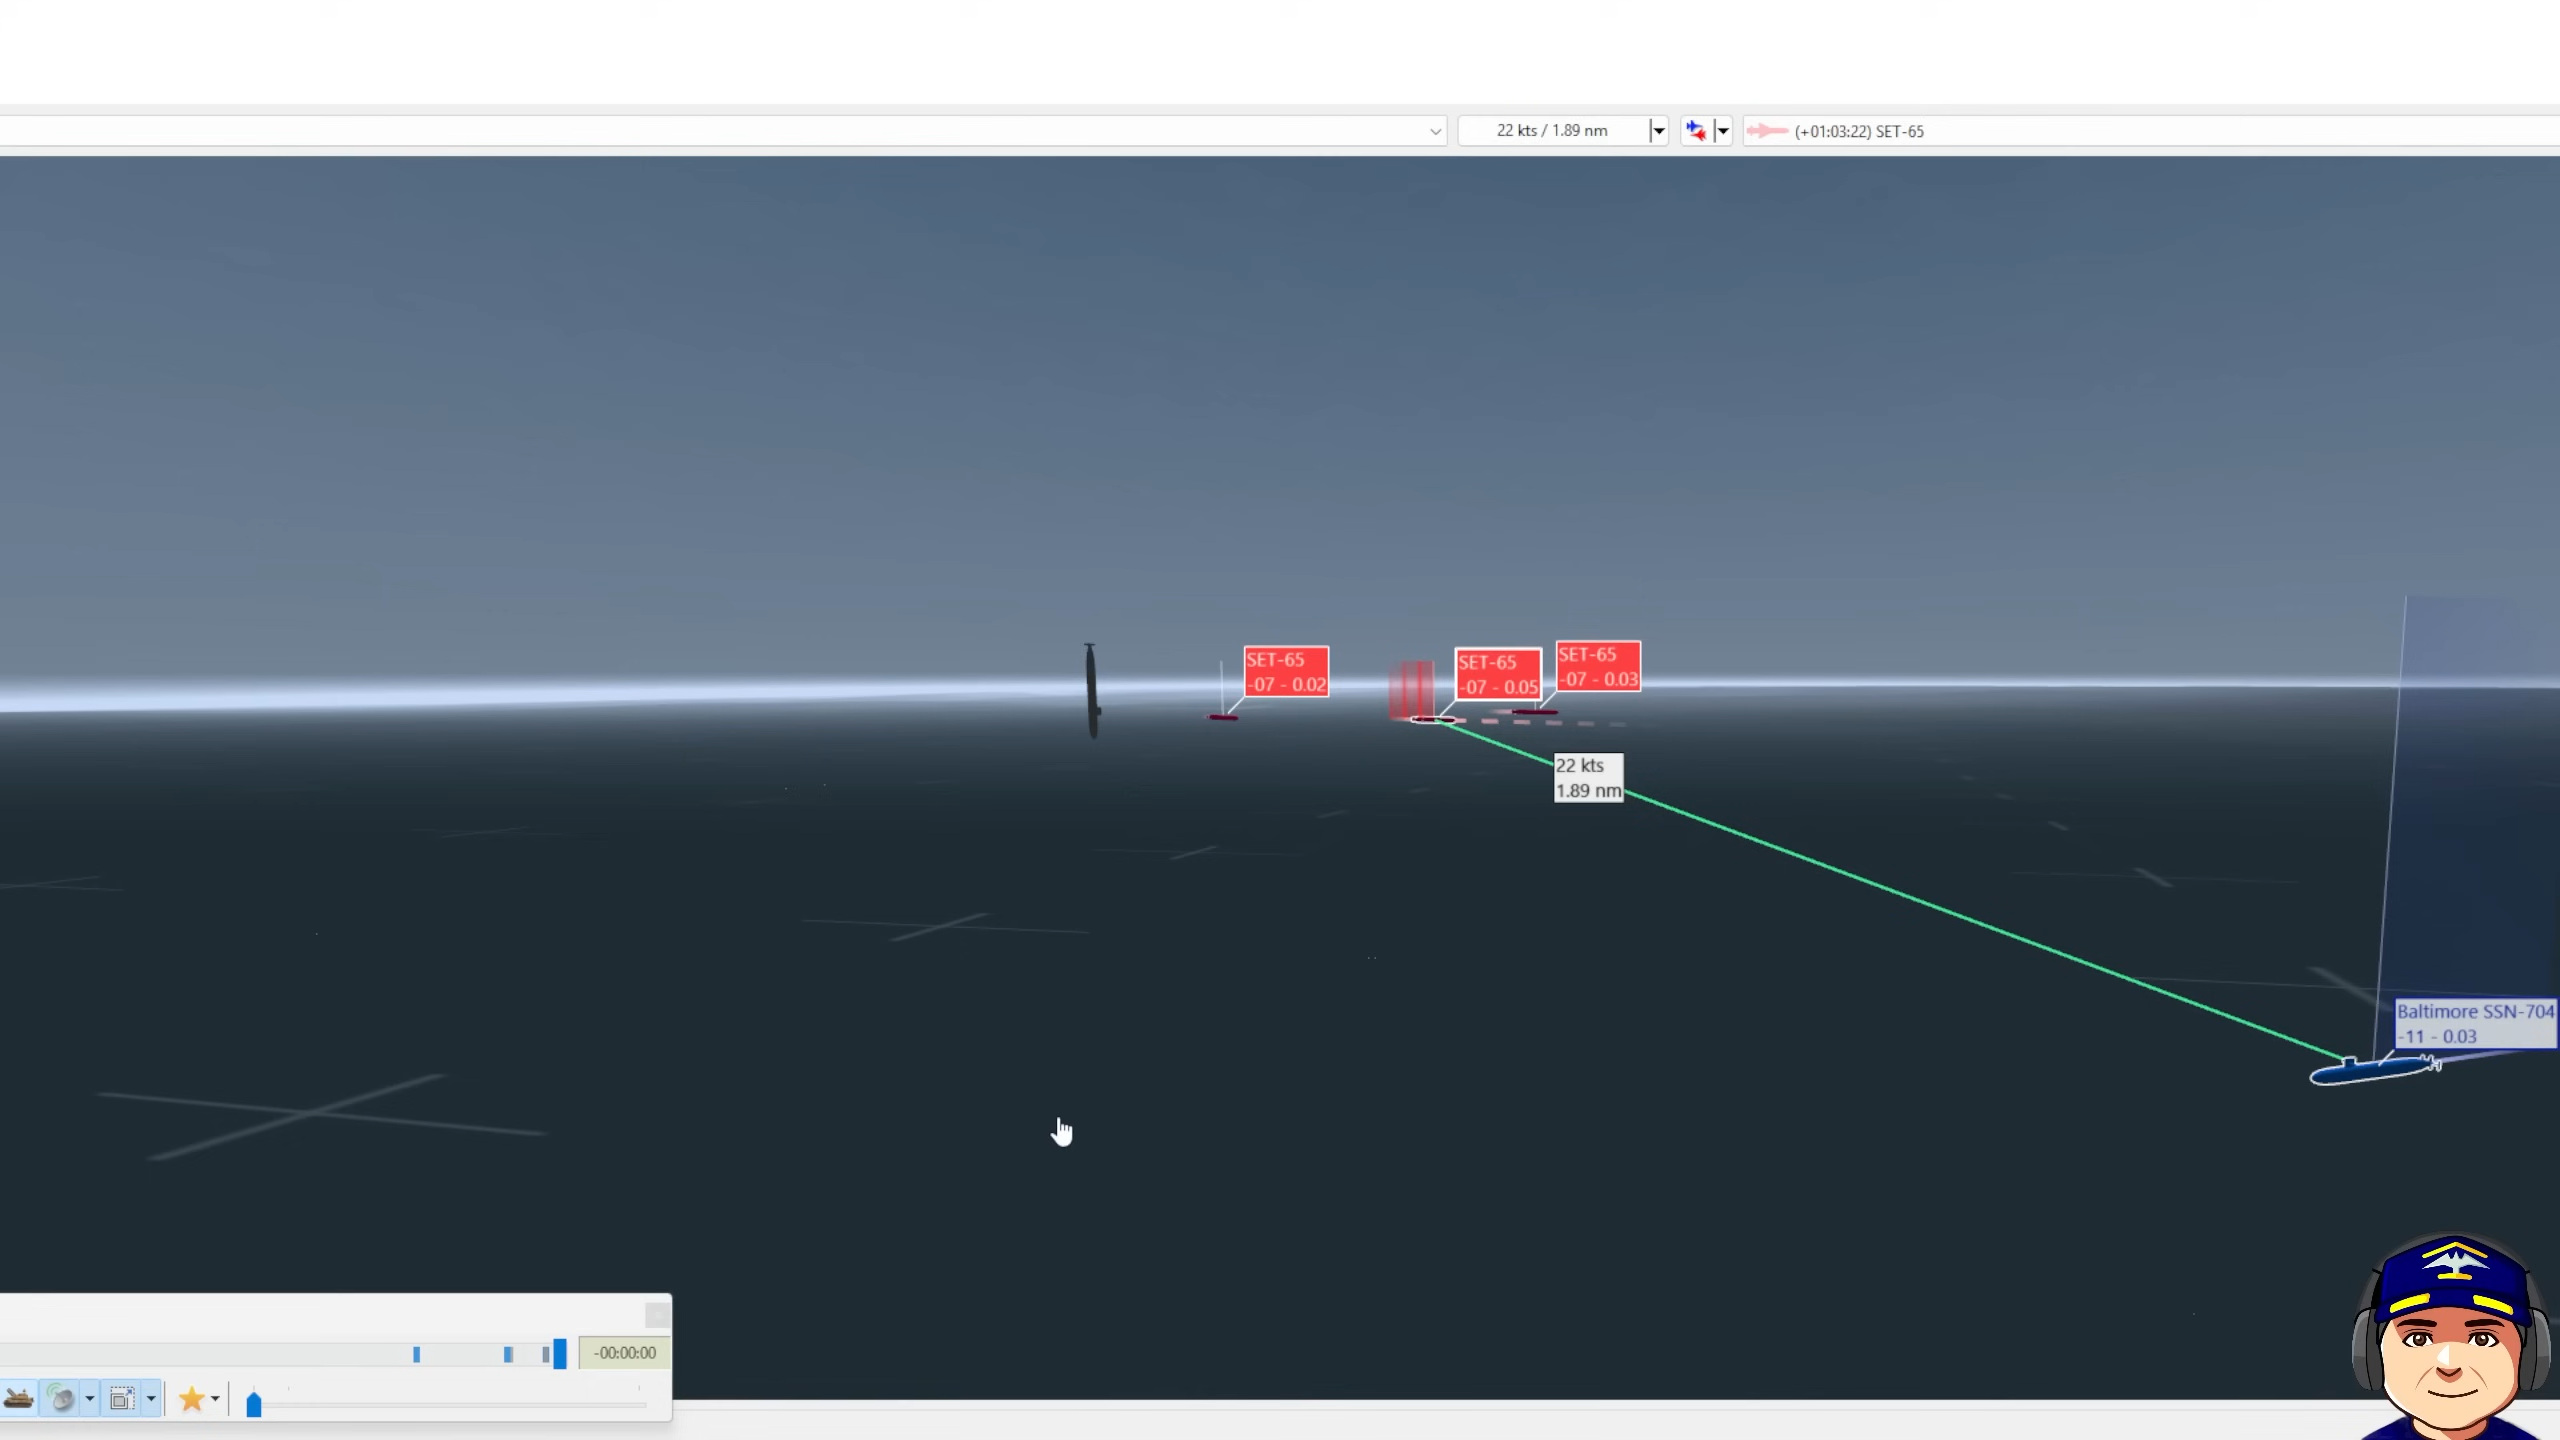 22 kts / 1.89 nm
(+01:03:22) SET-65
SET-65
-07 - 0.02
SET-65
-07 - 0.05
SET-65
-07 - 0.03
22 kts
1.89 nm
Baltimore SSN-704
-11 - 0.03
-00:00:00